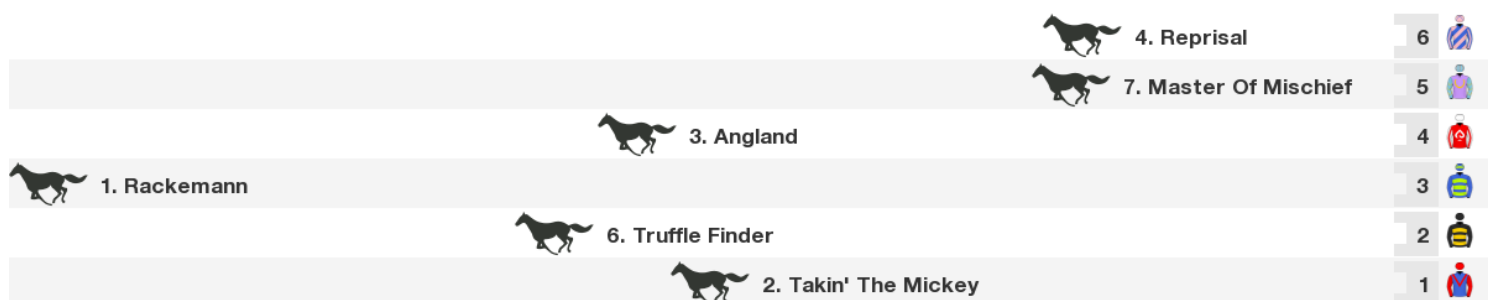 4. Reprisal 6
7. Master Of Mischief 5
3. Angland 4
1. Rackemann 3
6. Truffle Finder 2
2. Takin' The Mickey 1